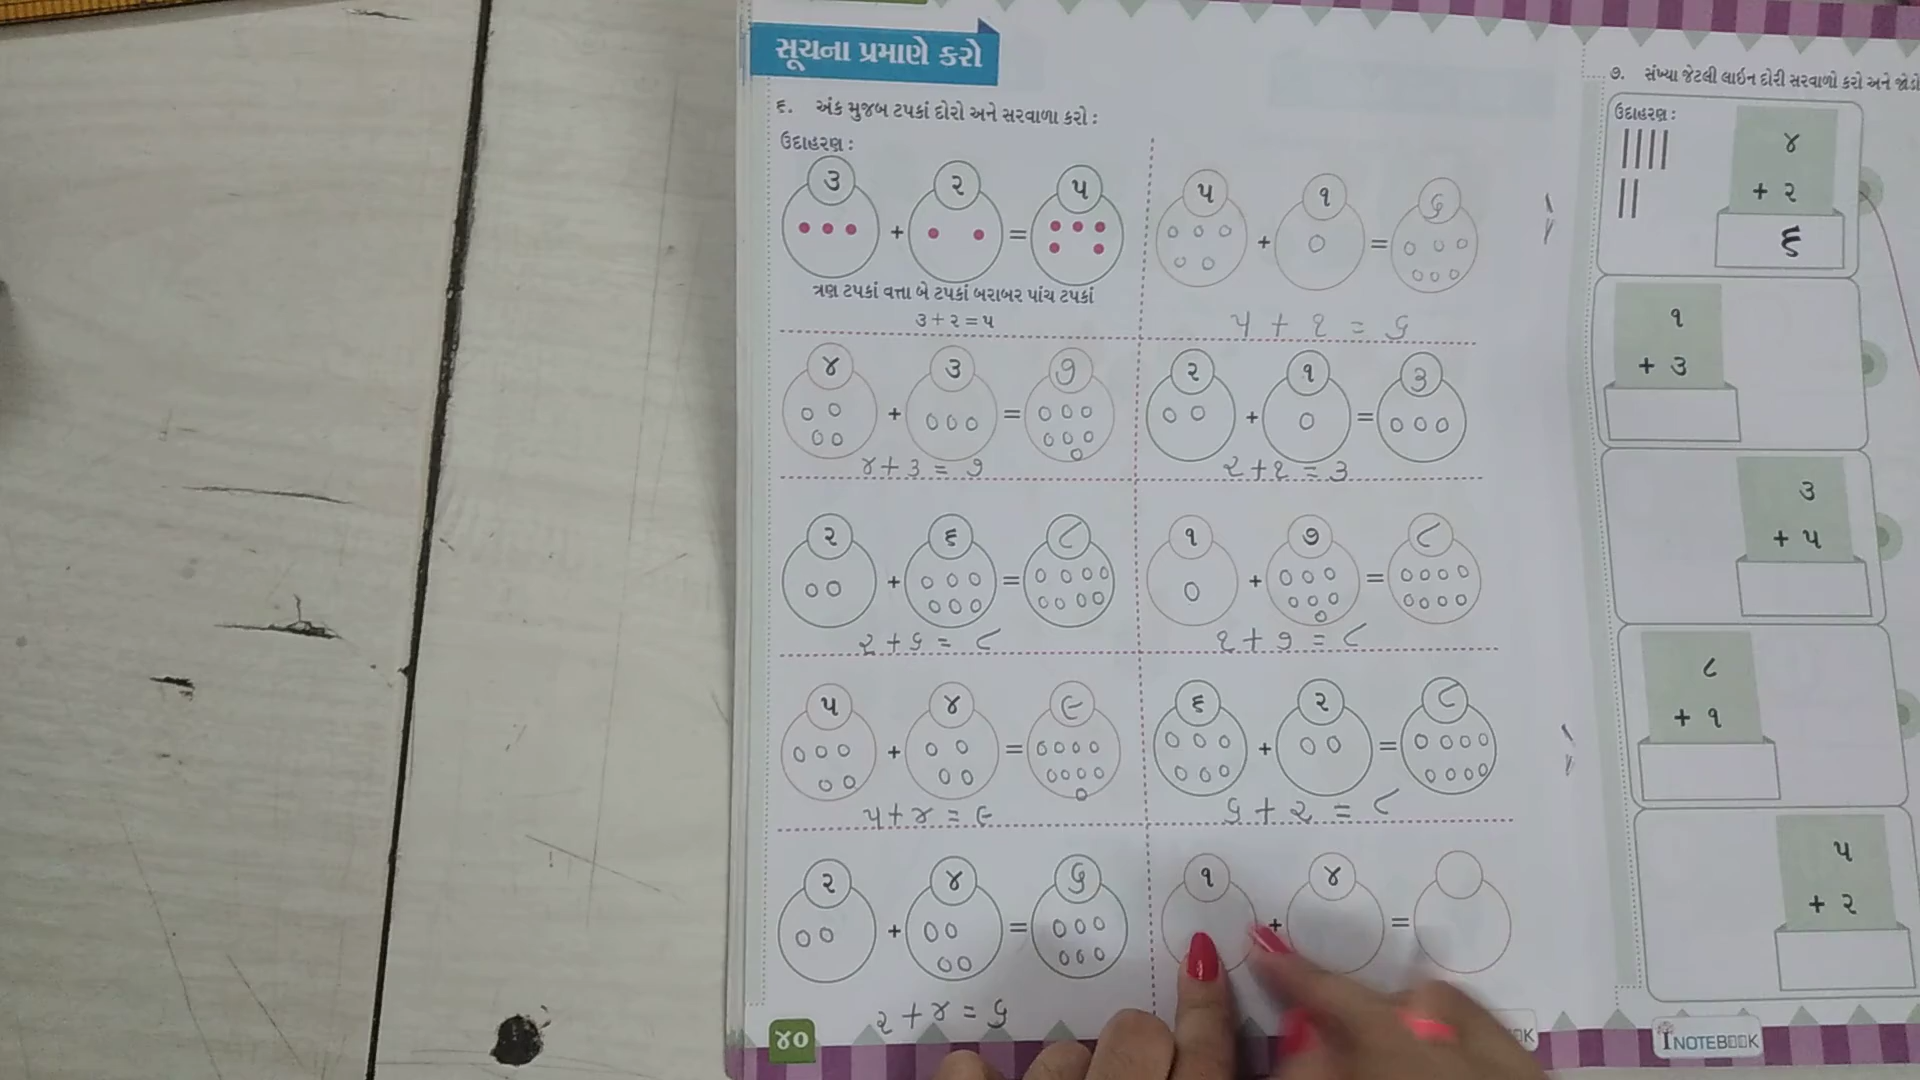 સૂચના પ્રમાણે કરો
૬. અંક મુજબ ટપકાં દોરો અને સરવાળા કરો :
ઉદાહરણ :
૩ + ૨ = ૫
ત્રણ ટપકાં વત્તા બે ટપકાં બરાબર પાંચ ટપકાં
૩ + ૨ = ૫
૫ + ૧ = ૬
૫ + ૧ = ૬
૪ + ૩ = ૭
૪ + ૩ = ૭
૨ + ૧ = ૩
૨ + ૧ = ૩
૨ + ૬ = ૮
૨ + ૬ = ૮
૧ + ૭ = ૮
૧ + ૭ = ૮
૫ + ૪ = ૯
૫ + ૪ = ૯
૬ + ૨ = ૮
૬ + ૨ = ૮
૨ + ૪ = ૬
૨ + ૪ = ૬
૧ + ૪ =
૪૦
૭. સંખ્યા જેટલી લાઇન દોરી સરવાળો કરો અને જોડો
ઉદાહરણ :
૪
+ ૨
૬
૧
+ ૩
૩
+ ૫
૮
+ ૧
૫
+ ૨
iNOTEBOOK